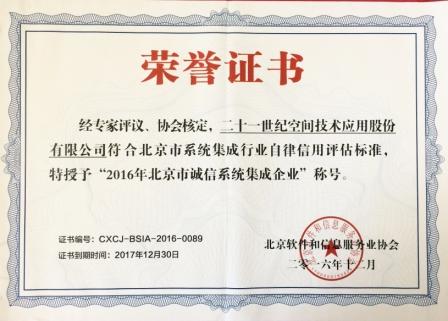 荣誉证书
经专家评议、协会核定，二十一世纪空间技术应用股份
有限公司符合北京市系统集成行业自律信用评估标准，
特授予“2016年北京市诚信系统集成企业”称号。
证书编号：CXCJ-BSIA-2016-0089
证书到期时间：2017年12月30日
北京软件和信息服务业协会
二〇一六年十二月